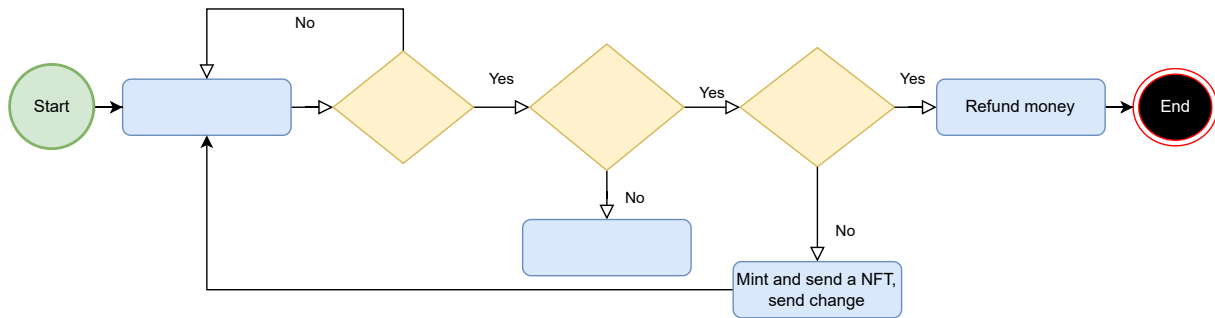 No
Yes
Yes
Yes
Start
Refund money
End
No
No
Mint and send a NFT,
send change